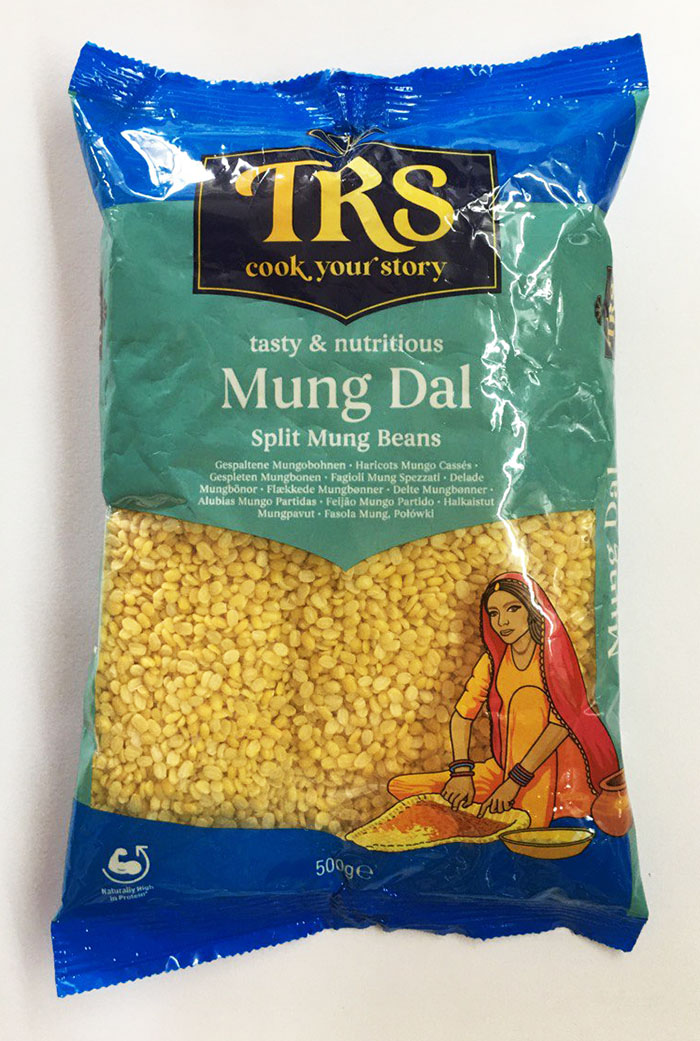 TRS
cook your story
tasty & nutritious
Mung Dal
Split Mung Beans
Gespaltene Mungobohnen · Haricots Mungo Cassés ·
Gespleten Mungbonen · Fagioli Mung Spezzati · Delade
Mungbönor · Flækkede Mungbønner · Delte Mungbønner ·
Alubias Mungo Partidas · Feijão Mungo Partido · Halkaistut
Mungpavut · Fasola Mung, Połówki
Mung Dal
500g℮
Naturally High
in Protein*